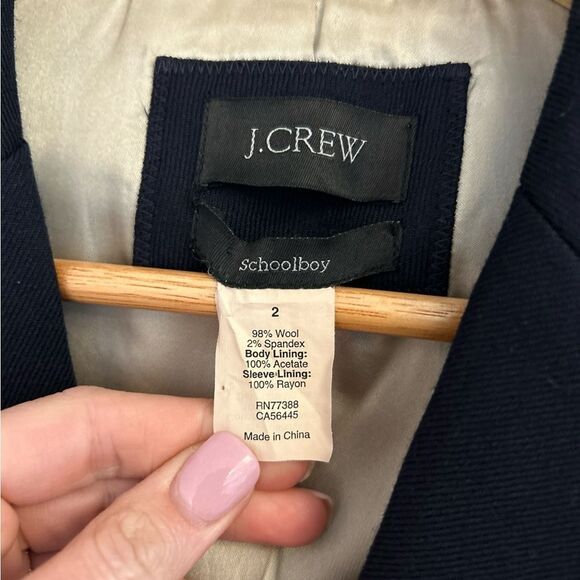 J.CREW
schoolboy
2
98% Wool
2% Spandex
Body Lining:
100% Acetate
Sleeve Lining:
100% Rayon
RN77388
CA56445
Made in China